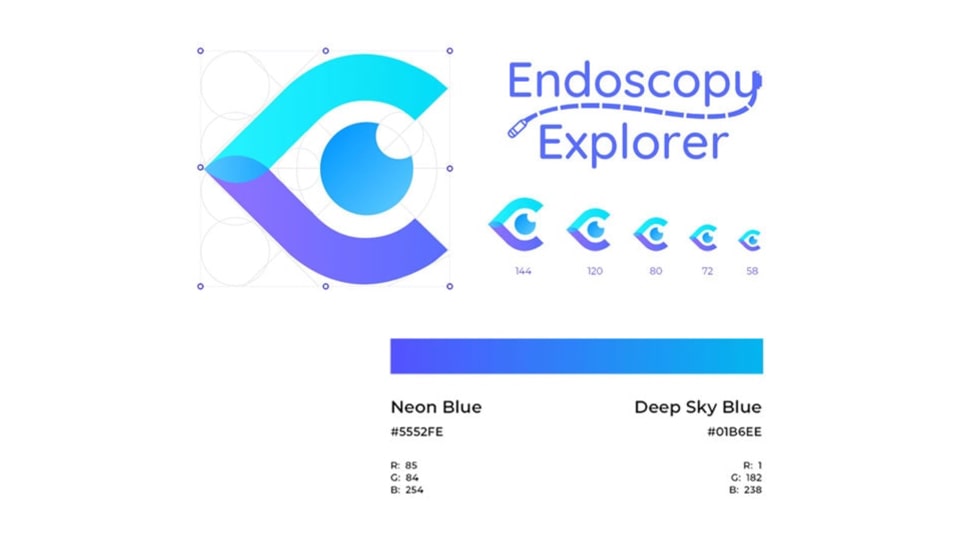 Endoscopy
Explorer
144 120 80 72 58
Neon Blue
#5552FE
R: 85
G: 84
B: 254
Deep Sky Blue
#01B6EE
R: 1
G: 182
B: 238